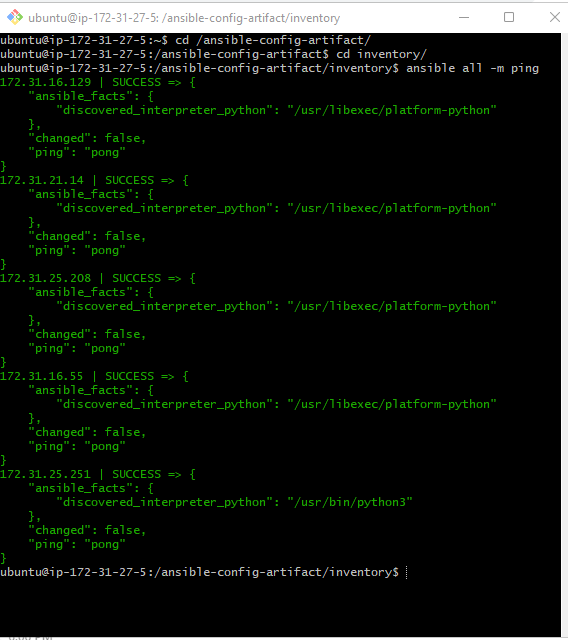 ubuntu@ip-172-31-27-5: /ansible-config-artifact/inventory
ubuntu@ip-172-31-27-5:~$ cd /ansible-config-artifact/
ubuntu@ip-172-31-27-5:/ansible-config-artifact$ cd inventory/
ubuntu@ip-172-31-27-5:/ansible-config-artifact/inventory$ ansible all -m ping
172.31.16.129 | SUCCESS => {
    "ansible_facts": {
        "discovered_interpreter_python": "/usr/libexec/platform-python"
    },
    "changed": false,
    "ping": "pong"
}
172.31.21.14 | SUCCESS => {
    "ansible_facts": {
        "discovered_interpreter_python": "/usr/libexec/platform-python"
    },
    "changed": false,
    "ping": "pong"
}
172.31.25.208 | SUCCESS => {
    "ansible_facts": {
        "discovered_interpreter_python": "/usr/libexec/platform-python"
    },
    "changed": false,
    "ping": "pong"
}
172.31.16.55 | SUCCESS => {
    "ansible_facts": {
        "discovered_interpreter_python": "/usr/libexec/platform-python"
    },
    "changed": false,
    "ping": "pong"
}
172.31.25.251 | SUCCESS => {
    "ansible_facts": {
        "discovered_interpreter_python": "/usr/bin/python3"
    },
    "changed": false,
    "ping": "pong"
}
ubuntu@ip-172-31-27-5:/ansible-config-artifact/inventory$